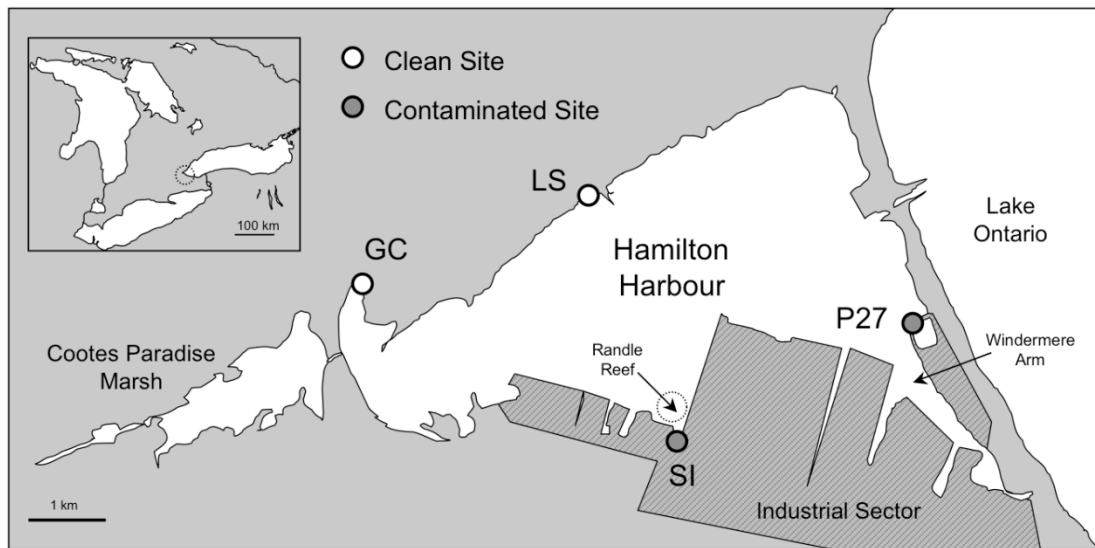 Clean Site
Contaminated Site
100 km
LS
Lake
Ontario
GC
Hamilton
Harbour
P27
Cootes Paradise
Marsh
Randle
Reef
Windermere
Arm
SI
1 km
Industrial Sector